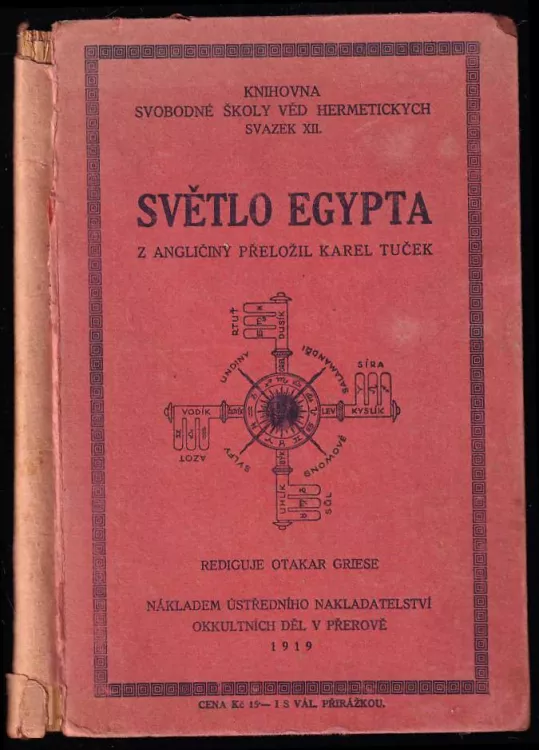 KNIHOVNA
SVOBODNÉ ŠKOLY VĚD HERMETICKÝCH
SVAZEK XII.
SVĚTLO EGYPTA
Z ANGLIČINY PŘELOŽIL KAREL TUČEK
RTUŤ
DUSÍK
UNDINY
SALAMANDŘI
SÍRA
VODÍK
LEV
KYSLÍK
AZOT
SYLFY
BÝK
GNOMOVÉ
UHLÍK
SŮL
REDIGUJE OTAKAR GRIESE
NÁKLADEM ÚSTŘEDNÍHO NAKLADATELSTVÍ
OKKULTNÍCH DĚL V PŘEROVĚ
1919
CENA Kč 15— I S VÁL. PŘIRÁŽKOU.